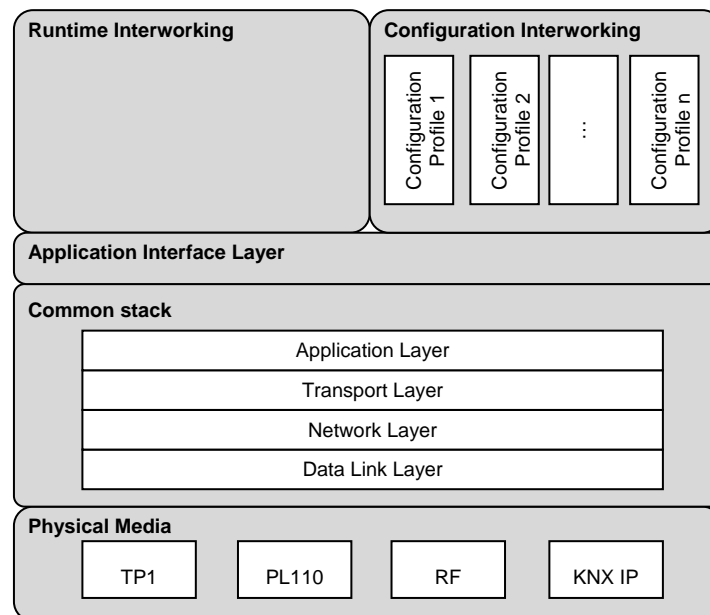 Runtime Interworking
Configuration Interworking
Configuration
Profile 1
Configuration
Profile 2
…
Configuration
Profile n
Application Interface Layer
Common stack
Application Layer
Transport Layer
Network Layer
Data Link Layer
Physical Media
TP1
PL110
RF
KNX IP